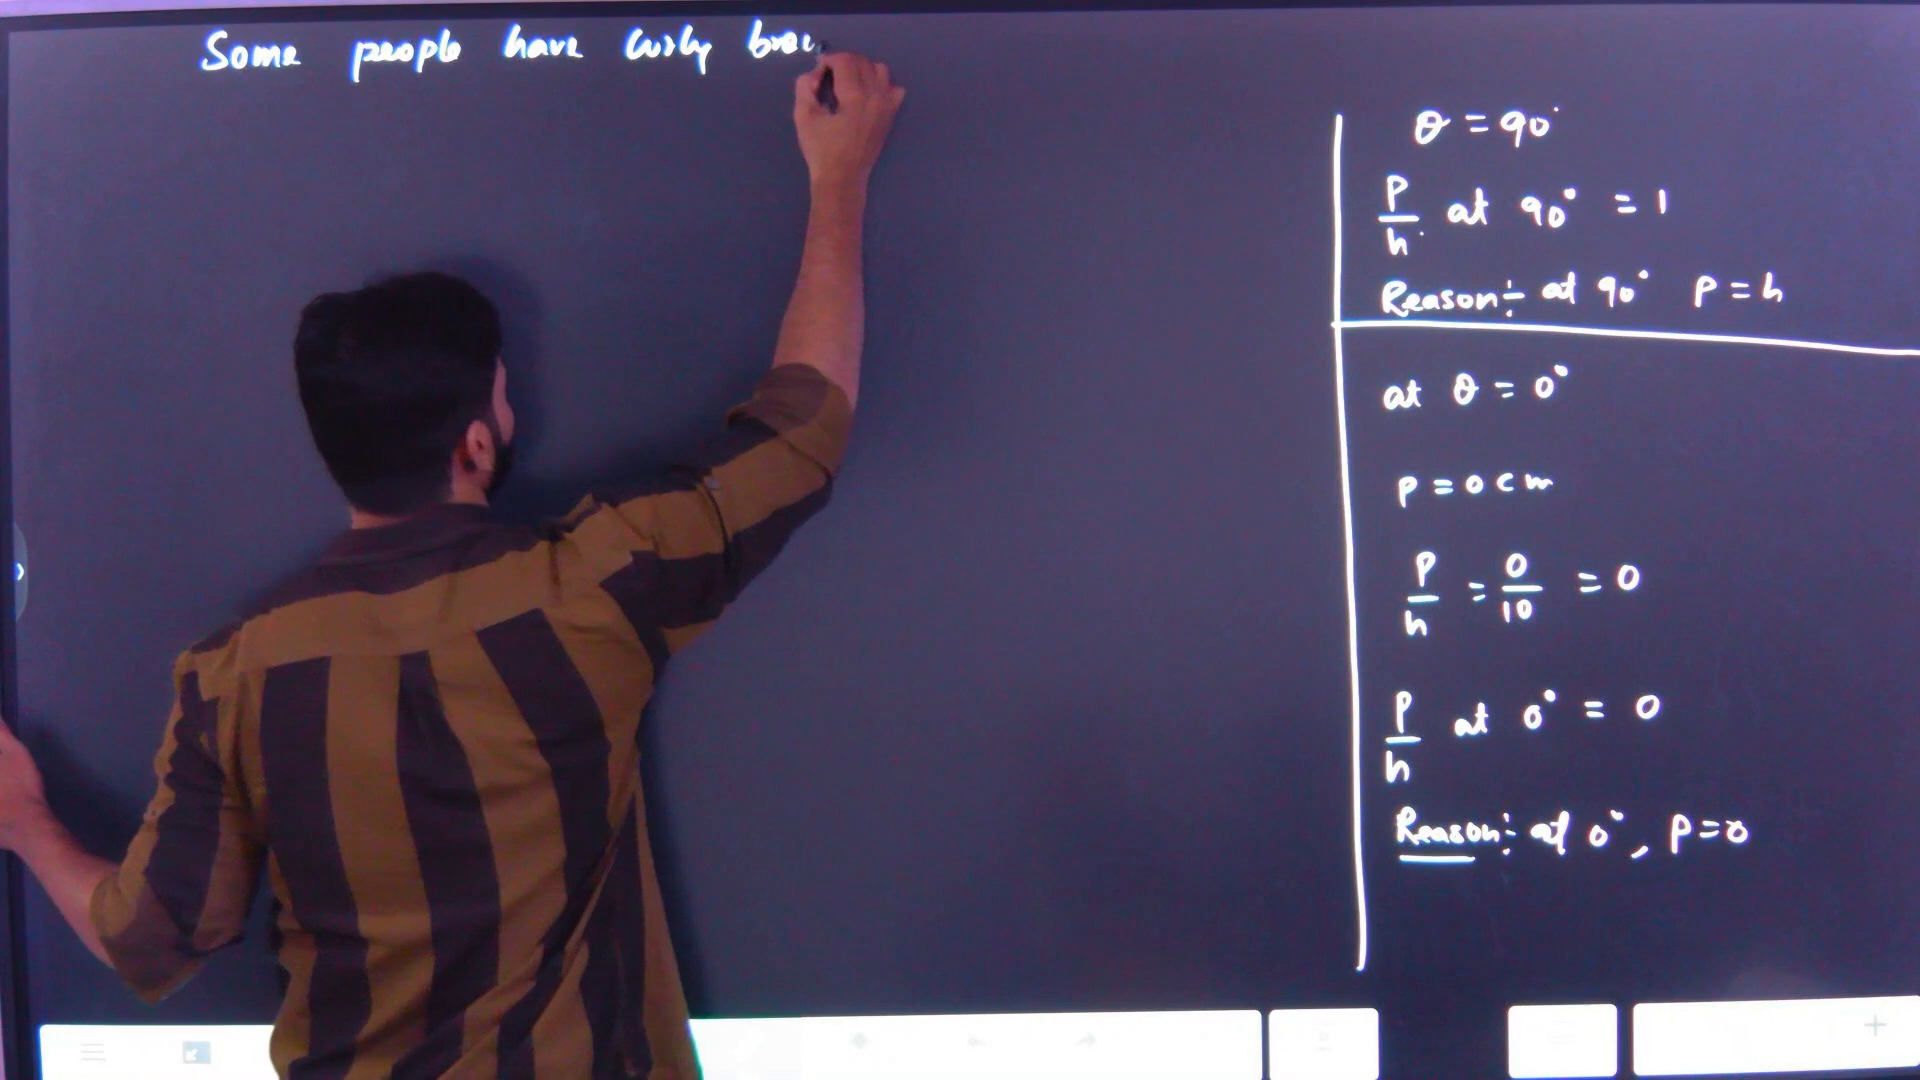 Some people have curly
θ = 90°
P/h at 90° = 1
Reason:- at 90° P = h
at θ = 0°
P = 0 cm
P/h = 0/10 = 0
P/h at 0° = 0
Reason:- at 0°, P = 0